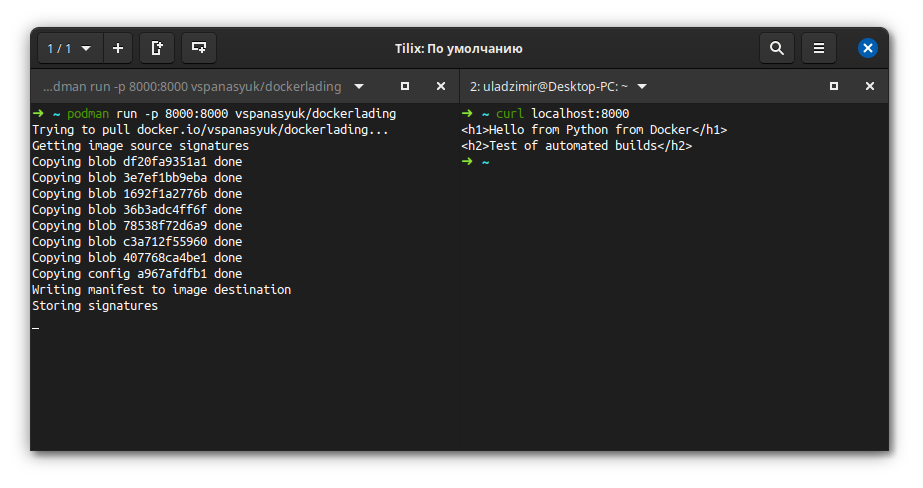 1 / 1
Tilix: По умолчанию
...dman run -p 8000:8000 vspanasyuk/dockerlading
➜ ~ podman run -p 8000:8000 vspanasyuk/dockerlading
Trying to pull docker.io/vspanasyuk/dockerlading...
Getting image source signatures
Copying blob df20fa9351a1 done
Copying blob 3e7ef1bb9eba done
Copying blob 1692f1a2776b done
Copying blob 36b3adc4ff6f done
Copying blob 78538f72d6a9 done
Copying blob c3a712f55960 done
Copying blob 407768ca4be1 done
Copying config a967afdfb1 done
Writing manifest to image destination
Storing signatures
2: uladzimir@Desktop-PC: ~
➜ ~ curl localhost:8000
<h1>Hello from Python from Docker</h1>
<h2>Test of automated builds</h2>
➜ ~